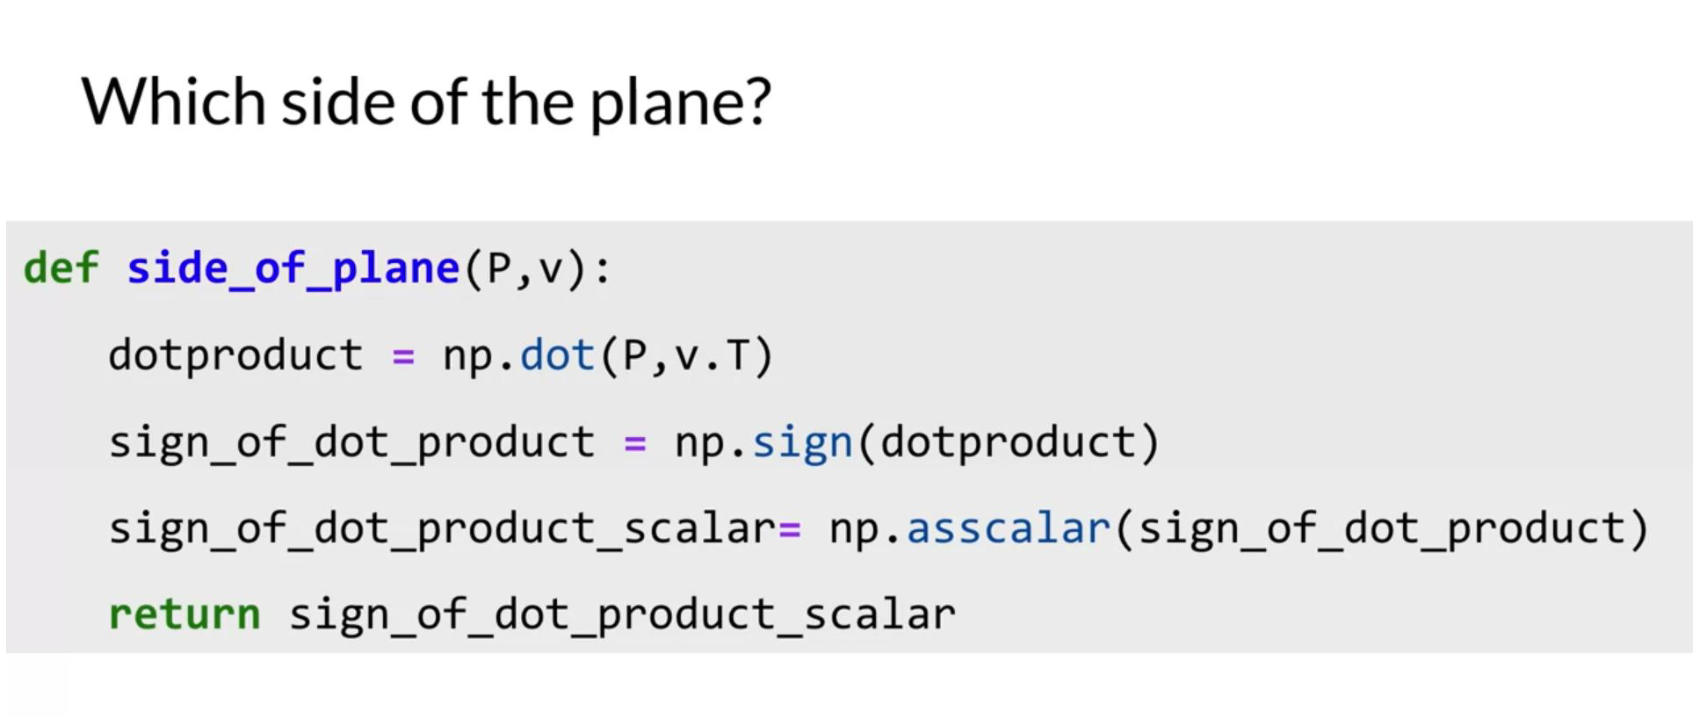 Which side of the plane?
def side_of_plane(P,v):
dotproduct = np.dot(P,v.T)
sign_of_dot_product = np.sign(dotproduct)
sign_of_dot_product_scalar= np.asscalar(sign_of_dot_product)
return sign_of_dot_product_scalar